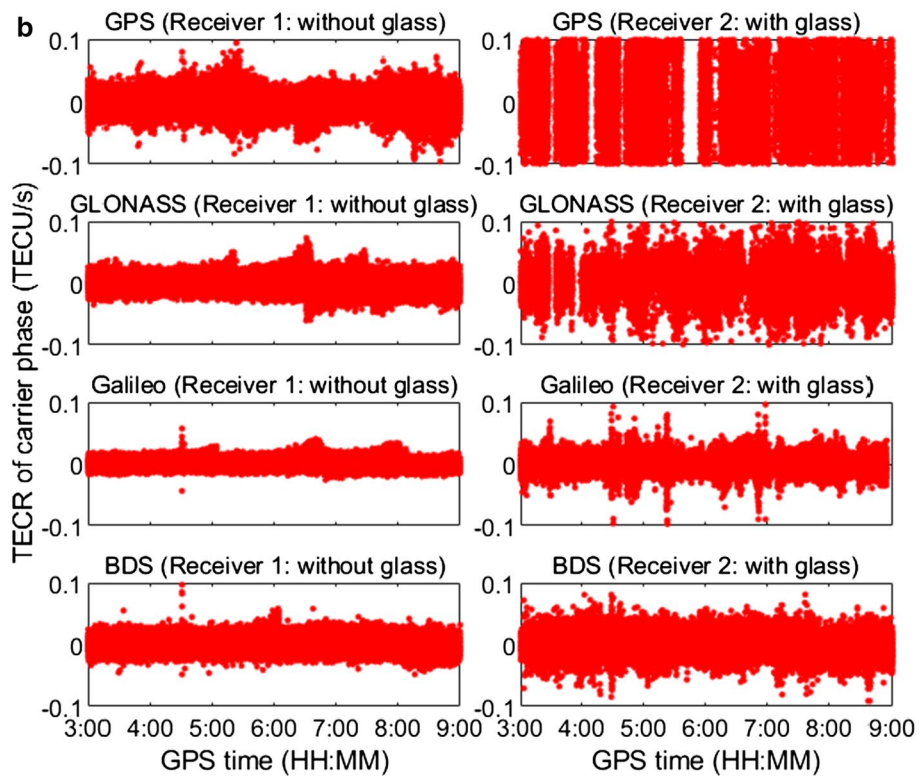 b
GPS (Receiver 1: without glass)
GPS (Receiver 2: with glass)
0.1
0
-0.1
0.1
0
-0.1
GLONASS (Receiver 1: without glass)
GLONASS (Receiver 2: with glass)
0.1
0
-0.1
0.1
0
-0.1
Galileo (Receiver 1: without glass)
Galileo (Receiver 2: with glass)
0.1
0
-0.1
0.1
0
-0.1
BDS (Receiver 1: without glass)
BDS (Receiver 2: with glass)
0.1
0
-0.1
0.1
0
-0.1
3:00 4:00 5:00 6:00 7:00 8:00 9:00
3:00 4:00 5:00 6:00 7:00 8:00 9:00
GPS time (HH:MM)
GPS time (HH:MM)
TECR of carrier phase (TECU/s)